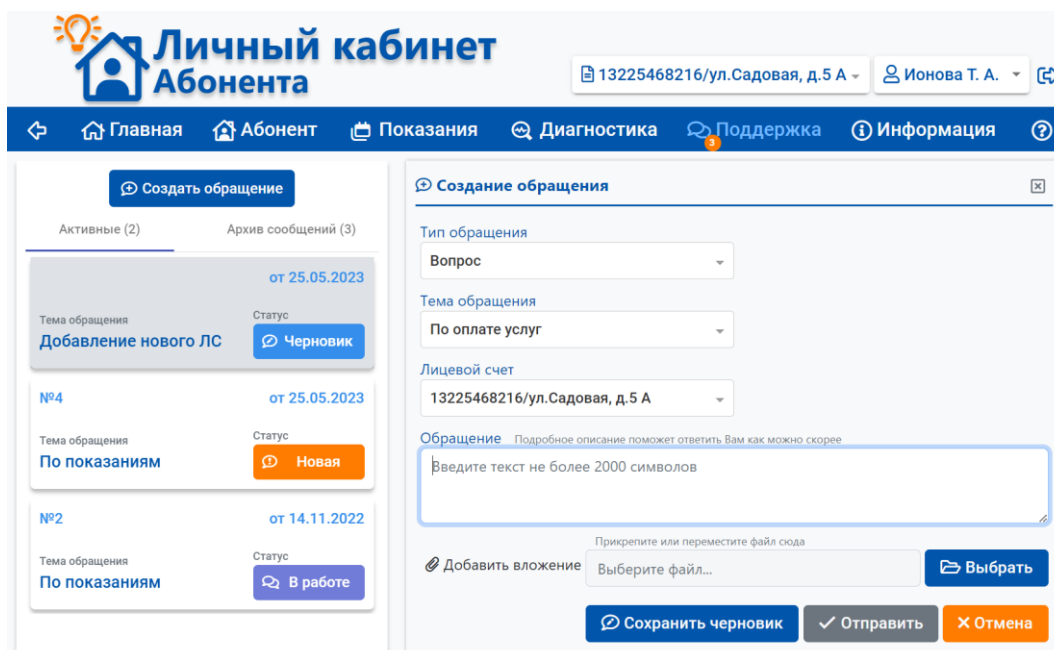 Личный кабинет
Абонента
13225468216/ул.Садовая, д.5 А
Ионова Т. А.
Главная
Абонент
Показания
Диагностика
Поддержка
3
Информация
Создать обращение
Активные (2)
Архив сообщений (3)
от 25.05.2023
Тема обращения
Статус
Добавление нового ЛС
Черновик
№4
от 25.05.2023
Тема обращения
Статус
По показаниям
Новая
№2
от 14.11.2022
Тема обращения
Статус
По показаниям
В работе
Создание обращения
Тип обращения
Вопрос
Тема обращения
По оплате услуг
Лицевой счет
13225468216/ул.Садовая, д.5 А
Обращение Подробное описание поможет ответить Вам как можно скорее
Введите текст не более 2000 символов
Прикрепите или переместите файл сюда
Добавить вложение
Выберите файл...
Выбрать
Сохранить черновик
Отправить
Отмена